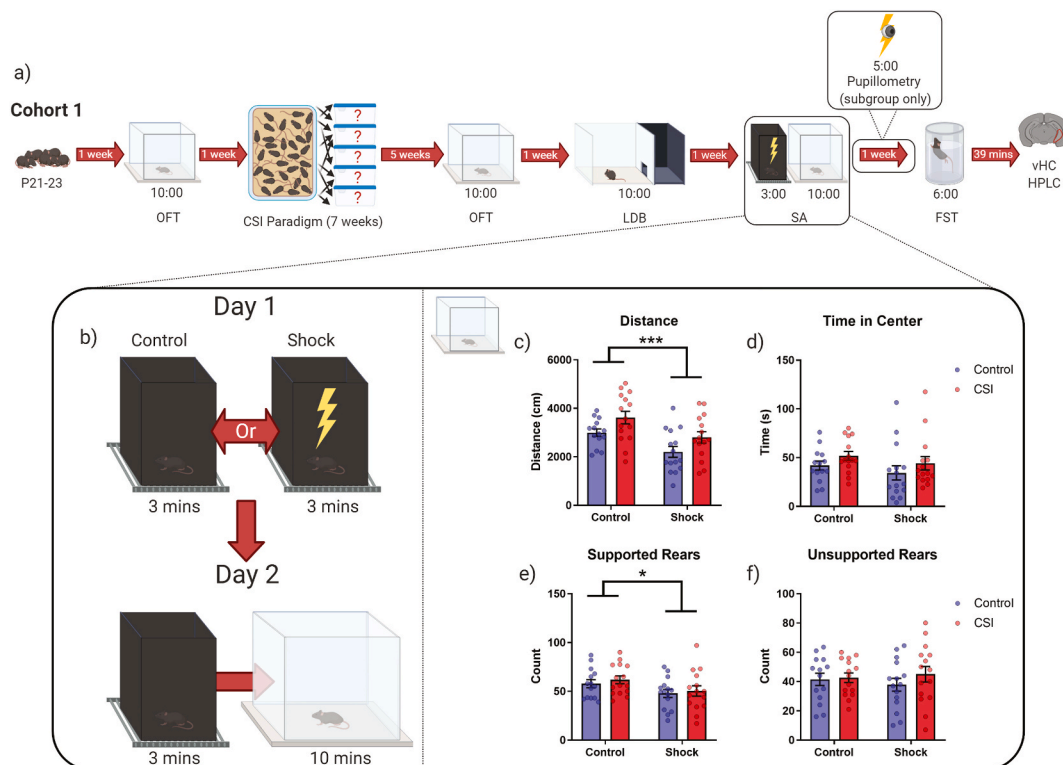 a)
Cohort 1
P21-23
1 week
10:00
OFT
1 week
?
?
?
?
?
CSI Paradigm (7 weeks)
5 weeks
10:00
OFT
1 week
10:00
LDB
1 week
3:00 10:00
SA
5:00
Pupillometry
(subgroup only)
1 week
6:00
FST
39 mins
vHC
HPLC
b)
Day 1
Control Shock
Or
3 mins 3 mins
Day 2
3 mins 10 mins
c)
Distance
***
Distance (cm)
6000
4000
2000
0
Control Shock
d)
Time in Center
Time (s)
150
100
50
0
Control Shock
Control
CSI
e)
Supported Rears
*
Count
150
100
50
0
Control Shock
f)
Unsupported Rears
Count
100
80
60
40
20
0
Control Shock
Control
CSI